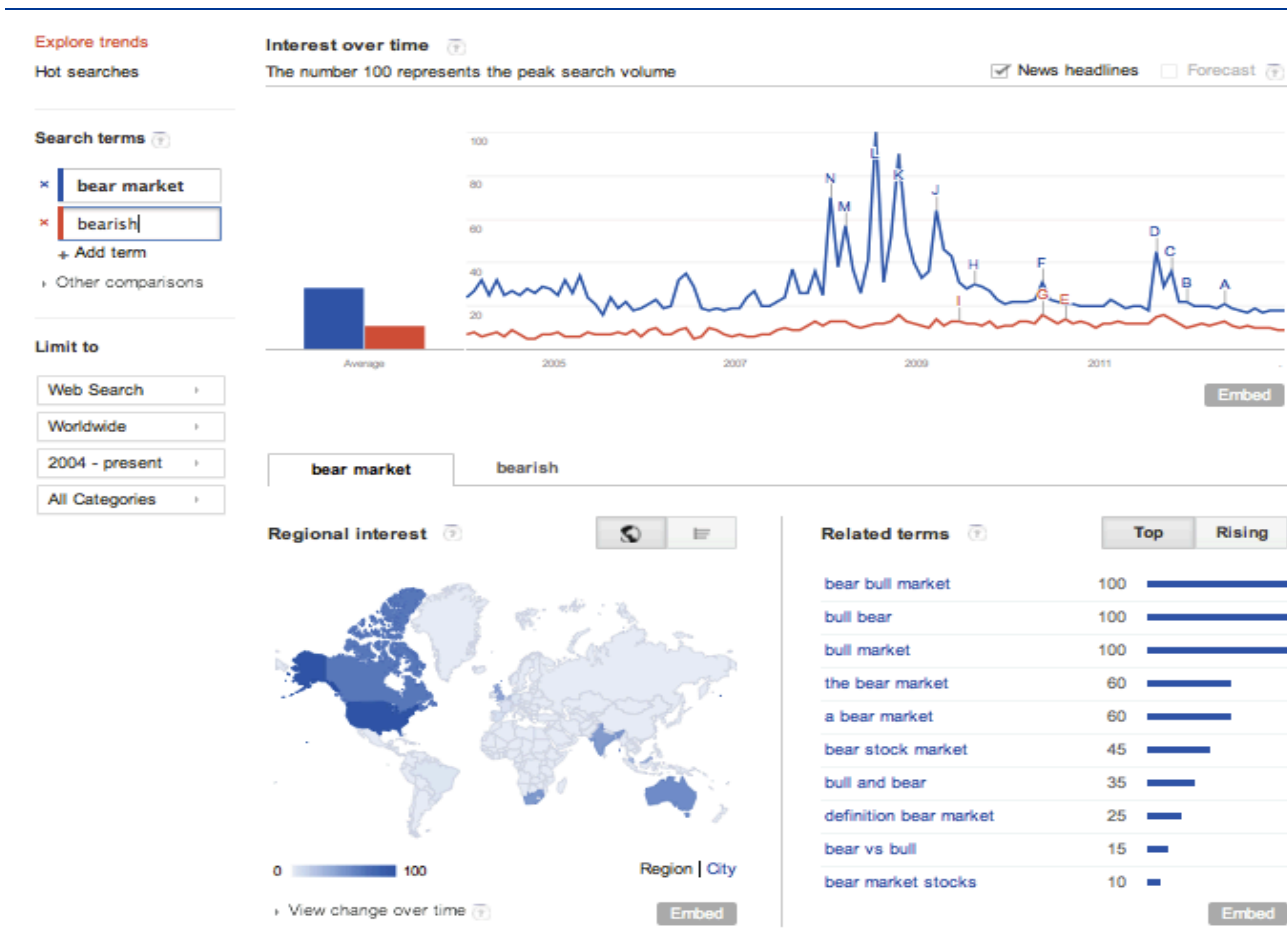 Explore trends
Hot searches
Search terms ?
× bear market
× bearish
+ Add term
› Other comparisons
Limit to
Web Search ›
Worldwide ›
2004 - present ›
All Categories ›
Interest over time ?
The number 100 represents the peak search volume
News headlines Forecast ?
100
80
60
40
20
N M L K J H I F G E D C B A
Average 2005 2007 2009 2011
Embed
bear market bearish
Regional interest ?
0 100
Region | City
› View change over time ?
Embed
Related terms ?
Top Rising
bear bull market 100
bull bear 100
bull market 100
the bear market 60
a bear market 60
bear stock market 45
bull and bear 35
definition bear market 25
bear vs bull 15
bear market stocks 10
Embed